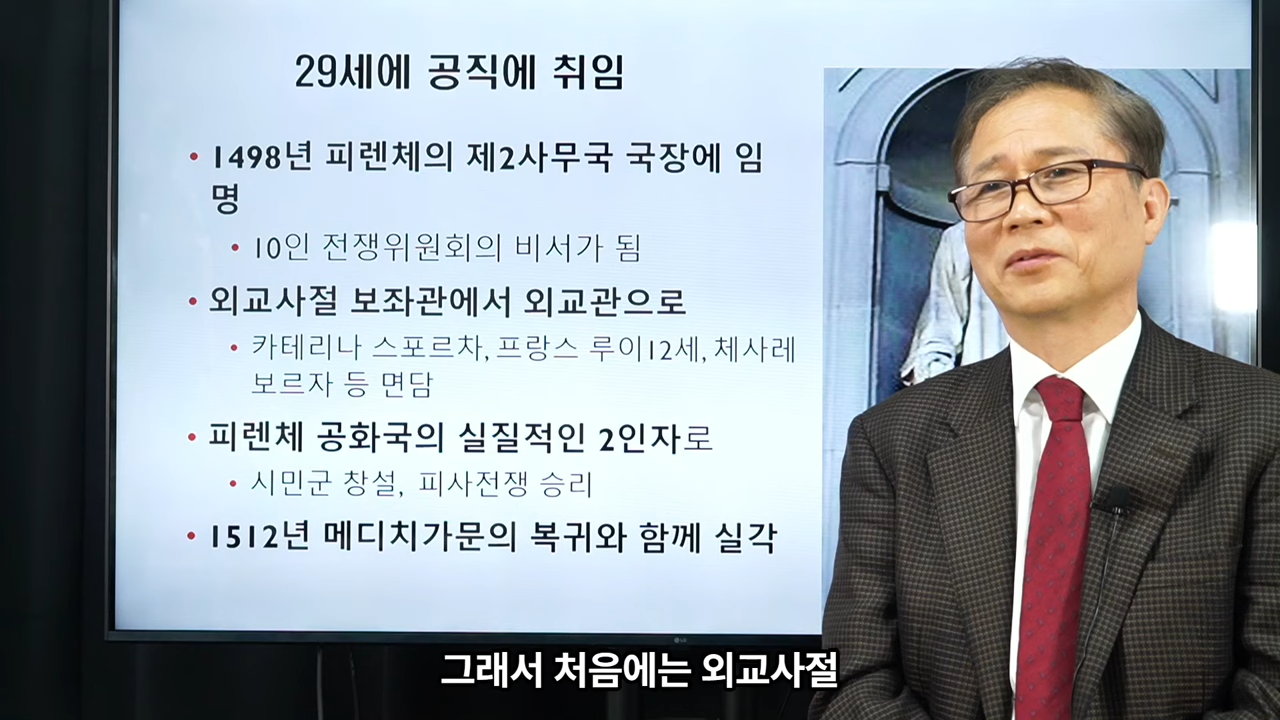 29세에 공직에 취임
• 1498년 피렌체의 제2사무국 국장에 임
명
• 10인 전쟁위원회의 비서가 됨
• 외교사절 보좌관에서 외교관으로
• 카테리나 스포르차, 프랑스 루이12세, 체사레
보르자 등 면담
• 피렌체 공화국의 실질적인 2인자로
• 시민군 창설, 피사전쟁 승리
• 1512년 메디치가문의 복귀와 함께 실각
LG
그래서 처음에는 외교사절